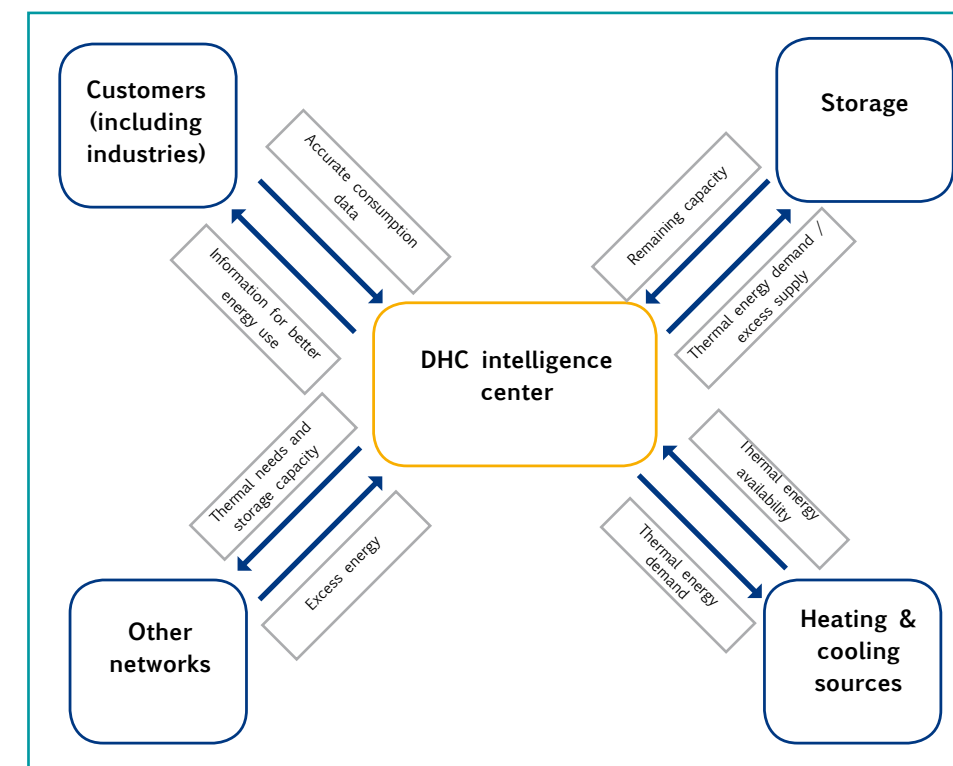 Customers
(including
industries)
Storage
Accurate consumption
data
Remaining capacity
Information for better
energy use
Thermal energy demand /
excess supply
DHC intelligence
center
Thermal needs and
storage capacity
Thermal energy
availability
Excess energy
Thermal energy
demand
Other
networks
Heating &
cooling
sources